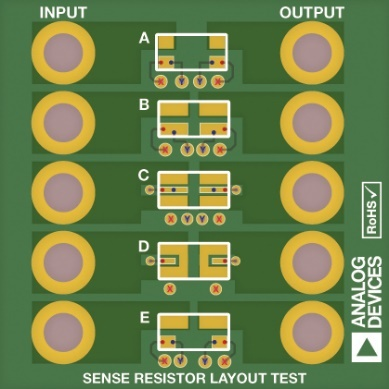 INPUT
OUTPUT
A
X Y Y X
B
X Y Y X
C
X Y Y X
RoHS ✓
D
X X
ANALOG
DEVICES
E
X Y Y X
SENSE RESISTOR LAYOUT TEST